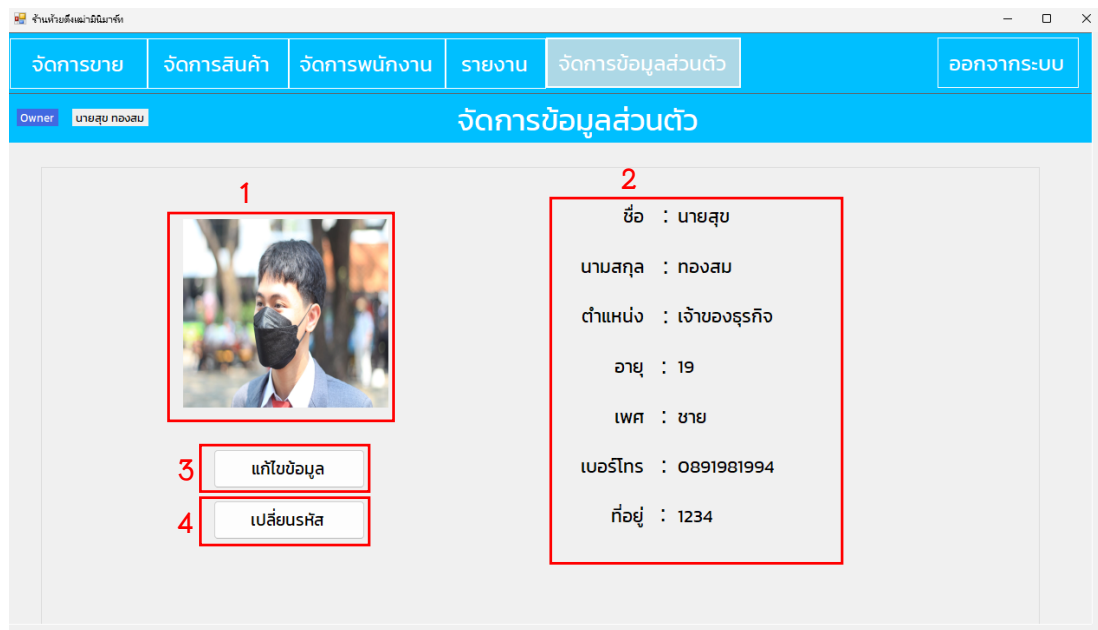 ร้านห้วยตึงเฒ่ามินิมาร์ท
จัดการขาย จัดการสินค้า จัดการพนักงาน รายงาน จัดการข้อมูลส่วนตัว ออกจากระบบ
Owner นายสุข ทองสม จัดการข้อมูลส่วนตัว
1
2
ชื่อ : นายสุข
นามสกุล : ทองสม
ตำแหน่ง : เจ้าของธุรกิจ
อายุ : 19
เพศ : ชาย
เบอร์โทร : 0891981994
ที่อยู่ : 1234
3 แก้ไขข้อมูล
4 เปลี่ยนรหัส